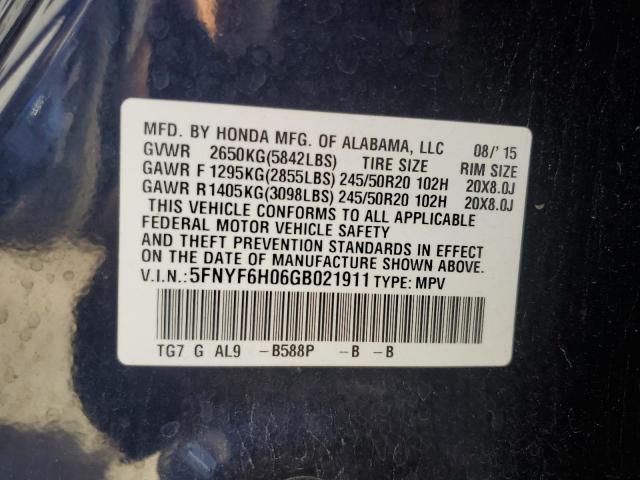 MFD. BY HONDA MFG. OF ALABAMA, LLC 08/'15
GVWR 2650KG(5842LBS) TIRE SIZE RIM SIZE
GAWR F 1295KG(2855LBS) 245/50R20 102H 20X8.0J
GAWR R 1405KG(3098LBS) 245/50R20 102H 20X8.0J
THIS VEHICLE CONFORMS TO ALL APPLICABLE
FEDERAL MOTOR VEHICLE SAFETY
AND THEFT PREVENTION STANDARDS IN EFFECT
ON THE DATE OF MANUFACTURE SHOWN ABOVE.
V.I.N.: 5FNYF6H06GB021911 TYPE: MPV
TG7 G AL9 -B588P -B -B